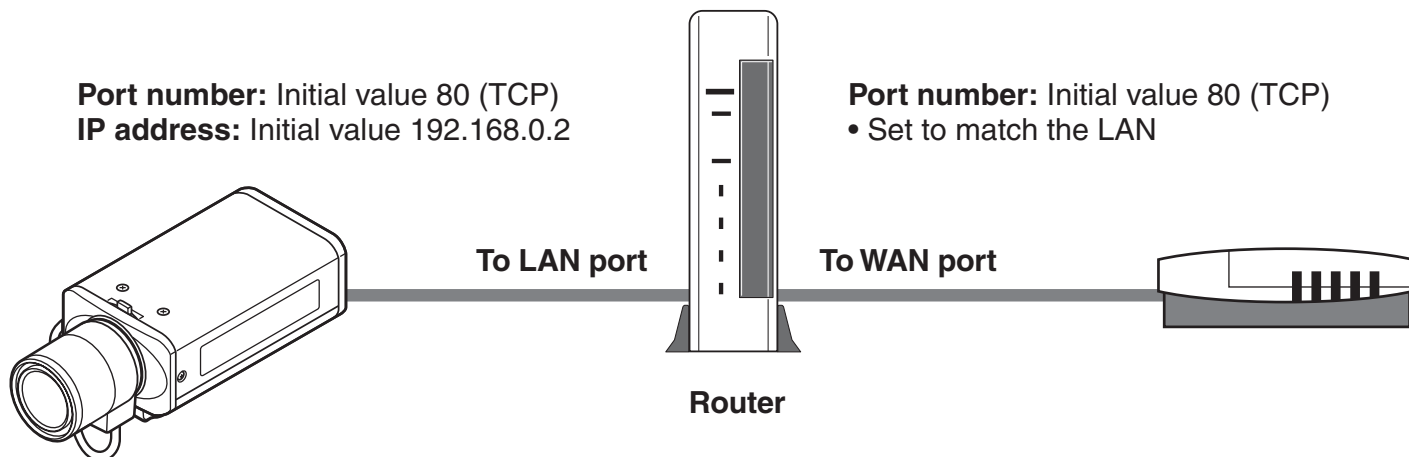 Port number: Initial value 80 (TCP)
IP address: Initial value 192.168.0.2
Port number: Initial value 80 (TCP)
• Set to match the LAN
To LAN port
To WAN port
Router